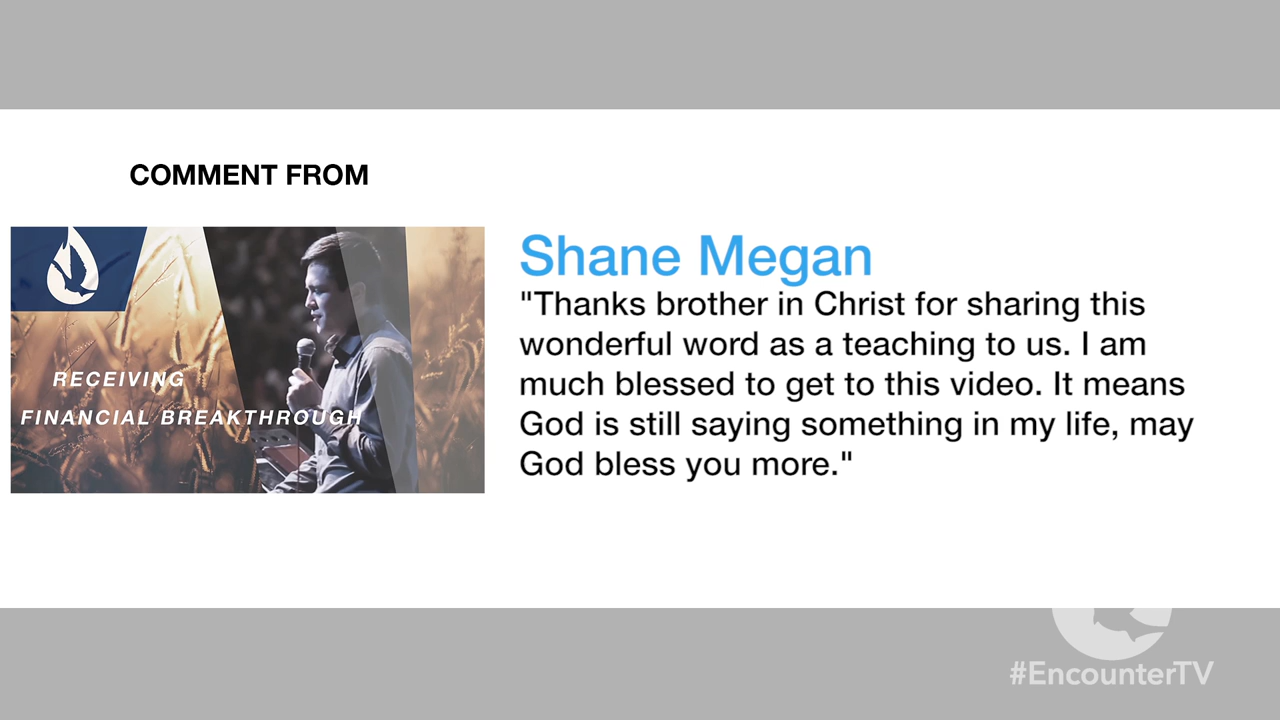 COMMENT FROM
RECEIVING
FINANCIAL BREAKTHROUGH
Shane Megan
"Thanks brother in Christ for sharing this
wonderful word as a teaching to us. I am
much blessed to get to this video. It means
God is still saying something in my life, may
God bless you more."
#EncounterTV